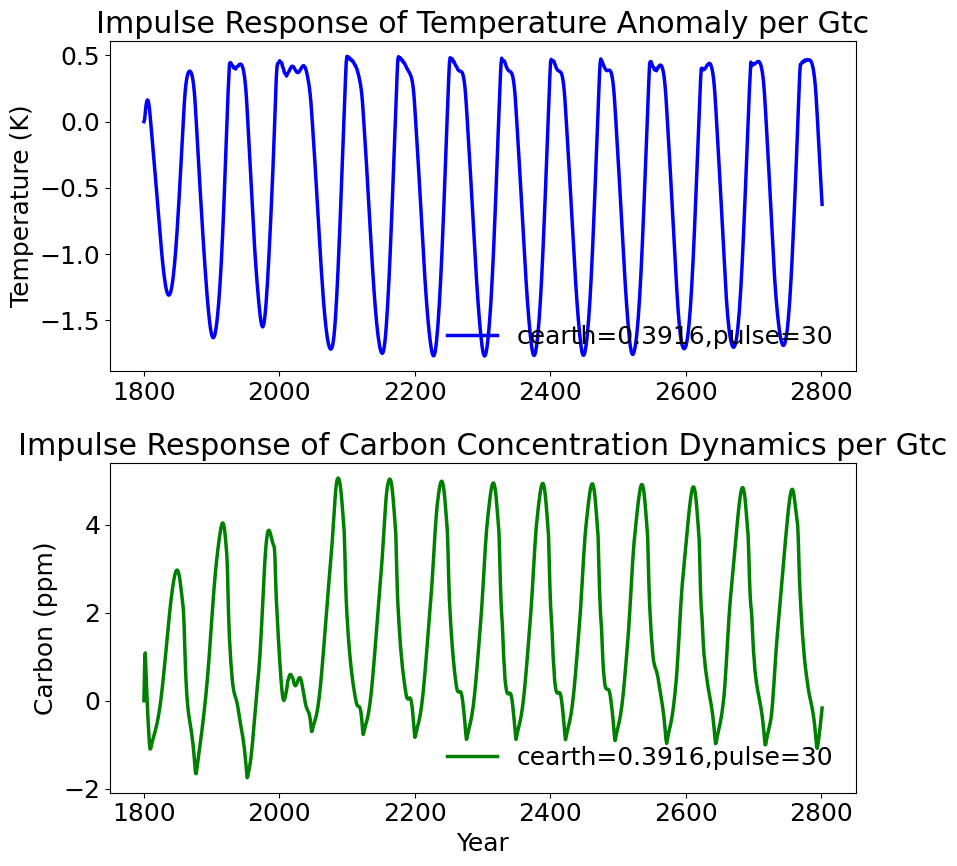 Impulse Response of Temperature Anomaly per Gtc
Temperature (K)
0.5
0.0
−0.5
−1.0
−1.5
cearth=0.3916,pulse=30
1800 2000 2200 2400 2600 2800
Impulse Response of Carbon Concentration Dynamics per Gtc
Carbon (ppm)
4
2
0
−2
cearth=0.3916,pulse=30
1800 2000 2200 2400 2600 2800
Year